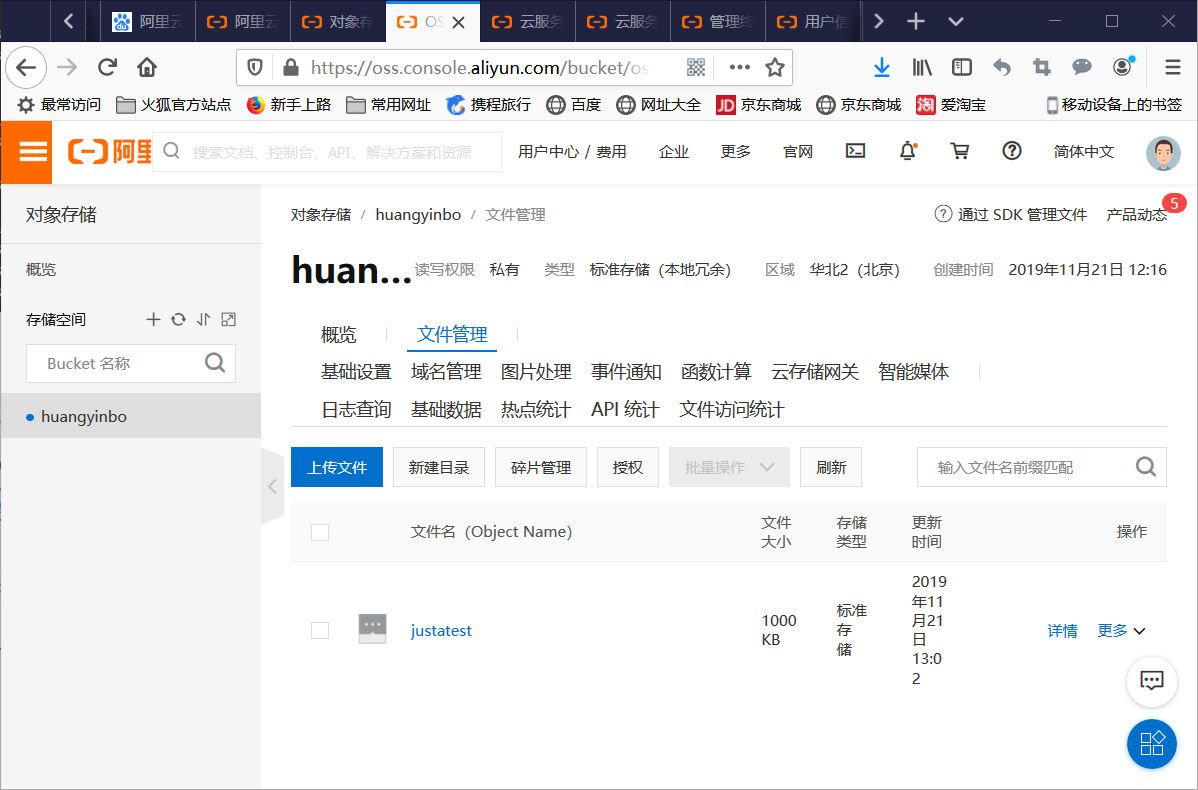 阿里云
阿里云
对象存
OS
云服务
云服务
管理终
用户信
https://oss.console.aliyun.com/bucket/os
最常访问
火狐官方站点
新手上路
常用网址
携程旅行
百度
网址大全
JD
京东商城
京东商城
淘
爱淘宝
移动设备上的书签
阿里
搜索文档、控制台、API、解决方案和资源
用户中心 / 费用
企业
更多
官网
简体中文
对象存储
概览
存储空间
Bucket 名称
huangyinbo
对象存储 / huangyinbo / 文件管理
通过 SDK 管理文件
产品动态
5
huan...
读写权限 私有
类型 标准存储（本地冗余）
区域 华北2（北京）
创建时间 2019年11月21日 12:16
概览
文件管理
基础设置 域名管理 图片处理 事件通知 函数计算 云存储网关 智能媒体
日志查询 基础数据 热点统计 API 统计 文件访问统计
上传文件
新建目录
碎片管理
授权
批量操作
刷新
输入文件名前缀匹配
文件名（Object Name）
文件
大小
存储
类型
更新
时间
操作
justatest
1000
KB
标准
存
储
2019
年11
月21
日
13:0
2
详情
更多